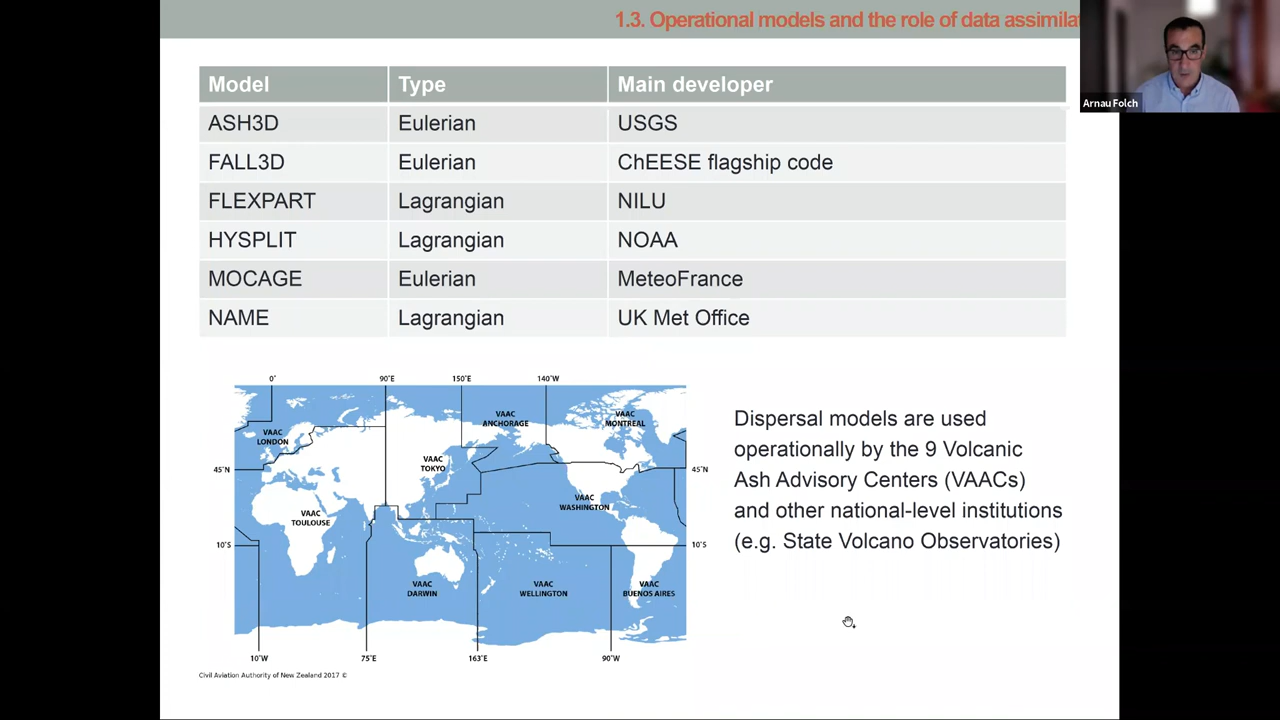 1.3. Operational models and the role of data assimila
Arnau Folch
Model Type Main developer
ASH3D Eulerian USGS
FALL3D Eulerian ChEESE flagship code
FLEXPART Lagrangian NILU
HYSPLIT Lagrangian NOAA
MOCAGE Eulerian MeteoFrance
NAME Lagrangian UK Met Office
0° 90°E 150°E 140°W
VAAC
LONDON
VAAC
ANCHORAGE
VAAC
MONTREAL
VAAC
TOKYO
45°N 45°N
VAAC
TOULOUSE
VAAC
WASHINGTON
10°S 10°S
VAAC
DARWIN
VAAC
WELLINGTON
VAAC
BUENOS AIRES
10°W 75°E 163°E 90°W
Civil Aviation Authority of New Zealand 2017 ©
Dispersal models are used
operationally by the 9 Volcanic
Ash Advisory Centers (VAACs)
and other national-level institutions
(e.g. State Volcano Observatories)